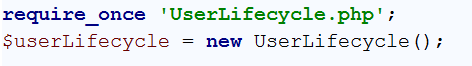 require_once 'UserLifecycle.php';
$userLifecycle = new UserLifecycle();